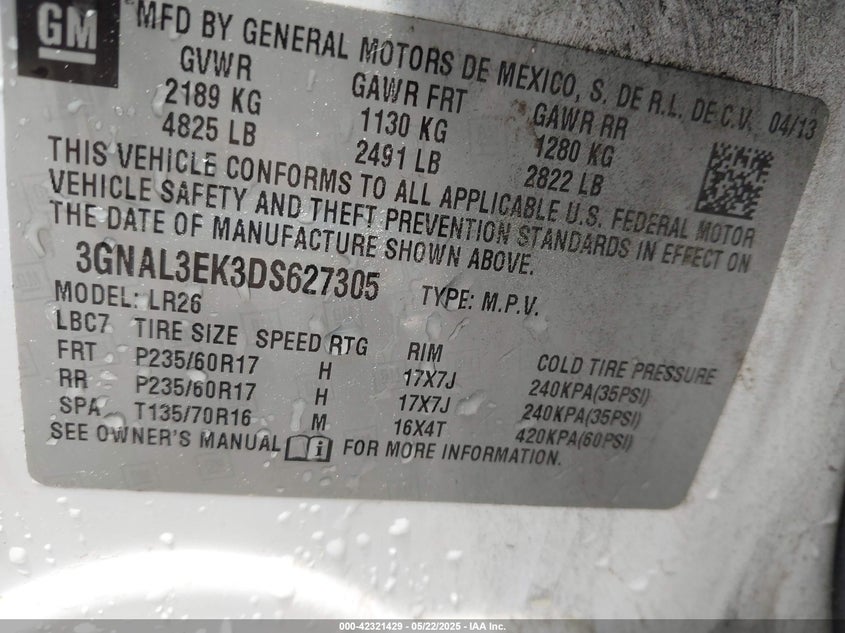 GM
MFD BY GENERAL MOTORS DE MEXICO, S. DE R.L. DE C.V. 04/13
GVWR GAWR FRT GAWR RR
2189 KG 1130 KG 1280 KG
4825 LB 2491 LB 2822 LB
THIS VEHICLE CONFORMS TO ALL APPLICABLE U.S. FEDERAL MOTOR
VEHICLE SAFETY AND THEFT PREVENTION STANDARDS IN EFFECT ON
THE DATE OF MANUFACTURE SHOWN ABOVE.
3GNAL3EK3DS627305 TYPE: M.P.V.
MODEL: LR26
LBC7 TIRE SIZE SPEED RTG RIM COLD TIRE PRESSURE
FRT P235/60R17 H 17X7J 240KPA(35PSI)
RR P235/60R17 H 17X7J 240KPA(35PSI)
SPA T135/70R16 M 16X4T 420KPA(60PSI)
SEE OWNER'S MANUAL FOR MORE INFORMATION.
000-42321429 - 05/22/2025 - IAA Inc.